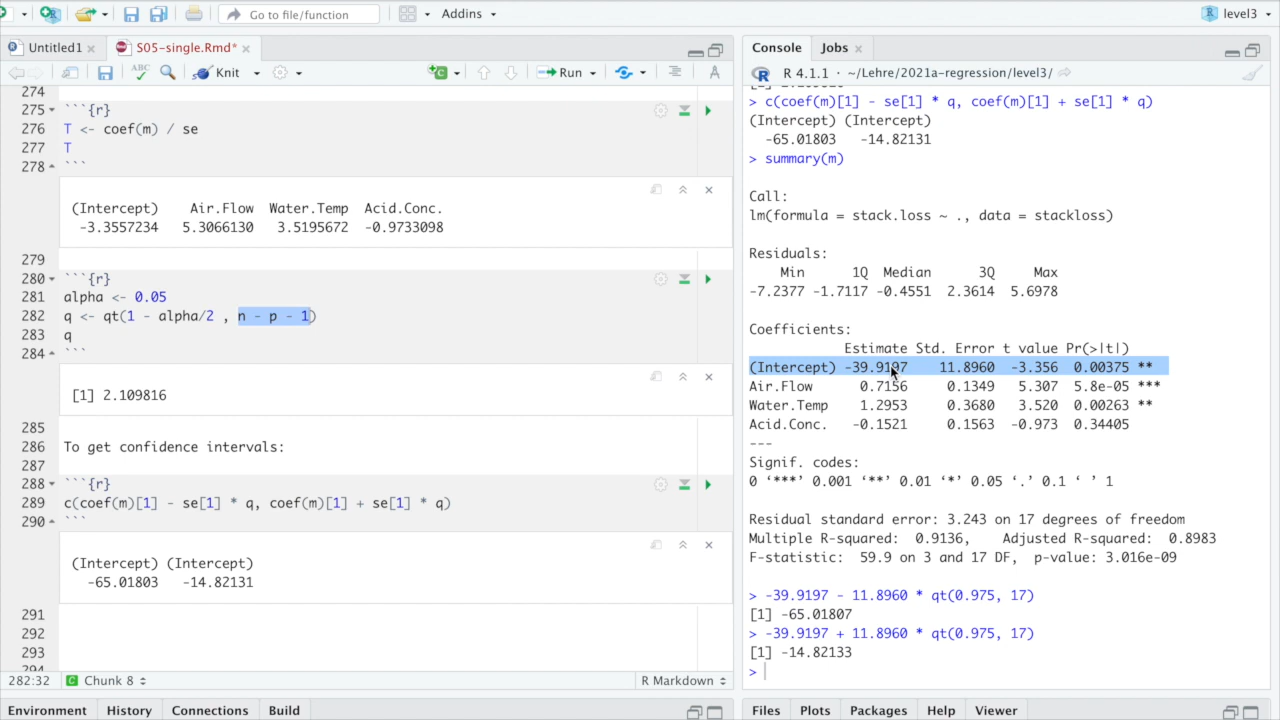 Go to file/function
Addins
level3
Untitled1
S05-single.Rmd*
ABC
Knit
Run
274
275 ```{r}
276 T <- coef(m) / se
277 T
278 ```
(Intercept) Air.Flow Water.Temp Acid.Conc.
-3.3557234 5.3066130 3.5195672 -0.9733098
279
280 ```{r}
281 alpha <- 0.05
282 q <- qt(1 - alpha/2 , n - p - 1)
283 q
284 ```
[1] 2.109816
285
286 To get confidence intervals:
287
288 ```{r}
289 c(coef(m)[1] - se[1] * q, coef(m)[1] + se[1] * q)
290 ```
(Intercept) (Intercept)
-65.01803 -14.82131
291
292
293
294
282:32 C Chunk 8 R Markdown
Environment History Connections Build
Console Jobs
R 4.1.1 · ~/Lehre/2021a-regression/level3/
> c(coef(m)[1] - se[1] * q, coef(m)[1] + se[1] * q)
(Intercept) (Intercept)
-65.01803 -14.82131
> summary(m)
Call:
lm(formula = stack.loss ~ ., data = stackloss)
Residuals:
Min 1Q Median 3Q Max
-7.2377 -1.7117 -0.4551 2.3614 5.6978
Coefficients:
Estimate Std. Error t value Pr(>|t|)
(Intercept) -39.9197 11.8960 -3.356 0.00375 **
Air.Flow 0.7156 0.1349 5.307 5.8e-05 ***
Water.Temp 1.2953 0.3680 3.520 0.00263 **
Acid.Conc. -0.1521 0.1563 -0.973 0.34405
---
Signif. codes:
0 ‘***’ 0.001 ‘**’ 0.01 ‘*’ 0.05 ‘.’ 0.1 ‘ ’ 1
Residual standard error: 3.243 on 17 degrees of freedom
Multiple R-squared: 0.9136, Adjusted R-squared: 0.8983
F-statistic: 59.9 on 3 and 17 DF, p-value: 3.016e-09
> -39.9197 - 11.8960 * qt(0.975, 17)
[1] -65.01807
> -39.9197 + 11.8960 * qt(0.975, 17)
[1] -14.82133
>
Files Plots Packages Help Viewer